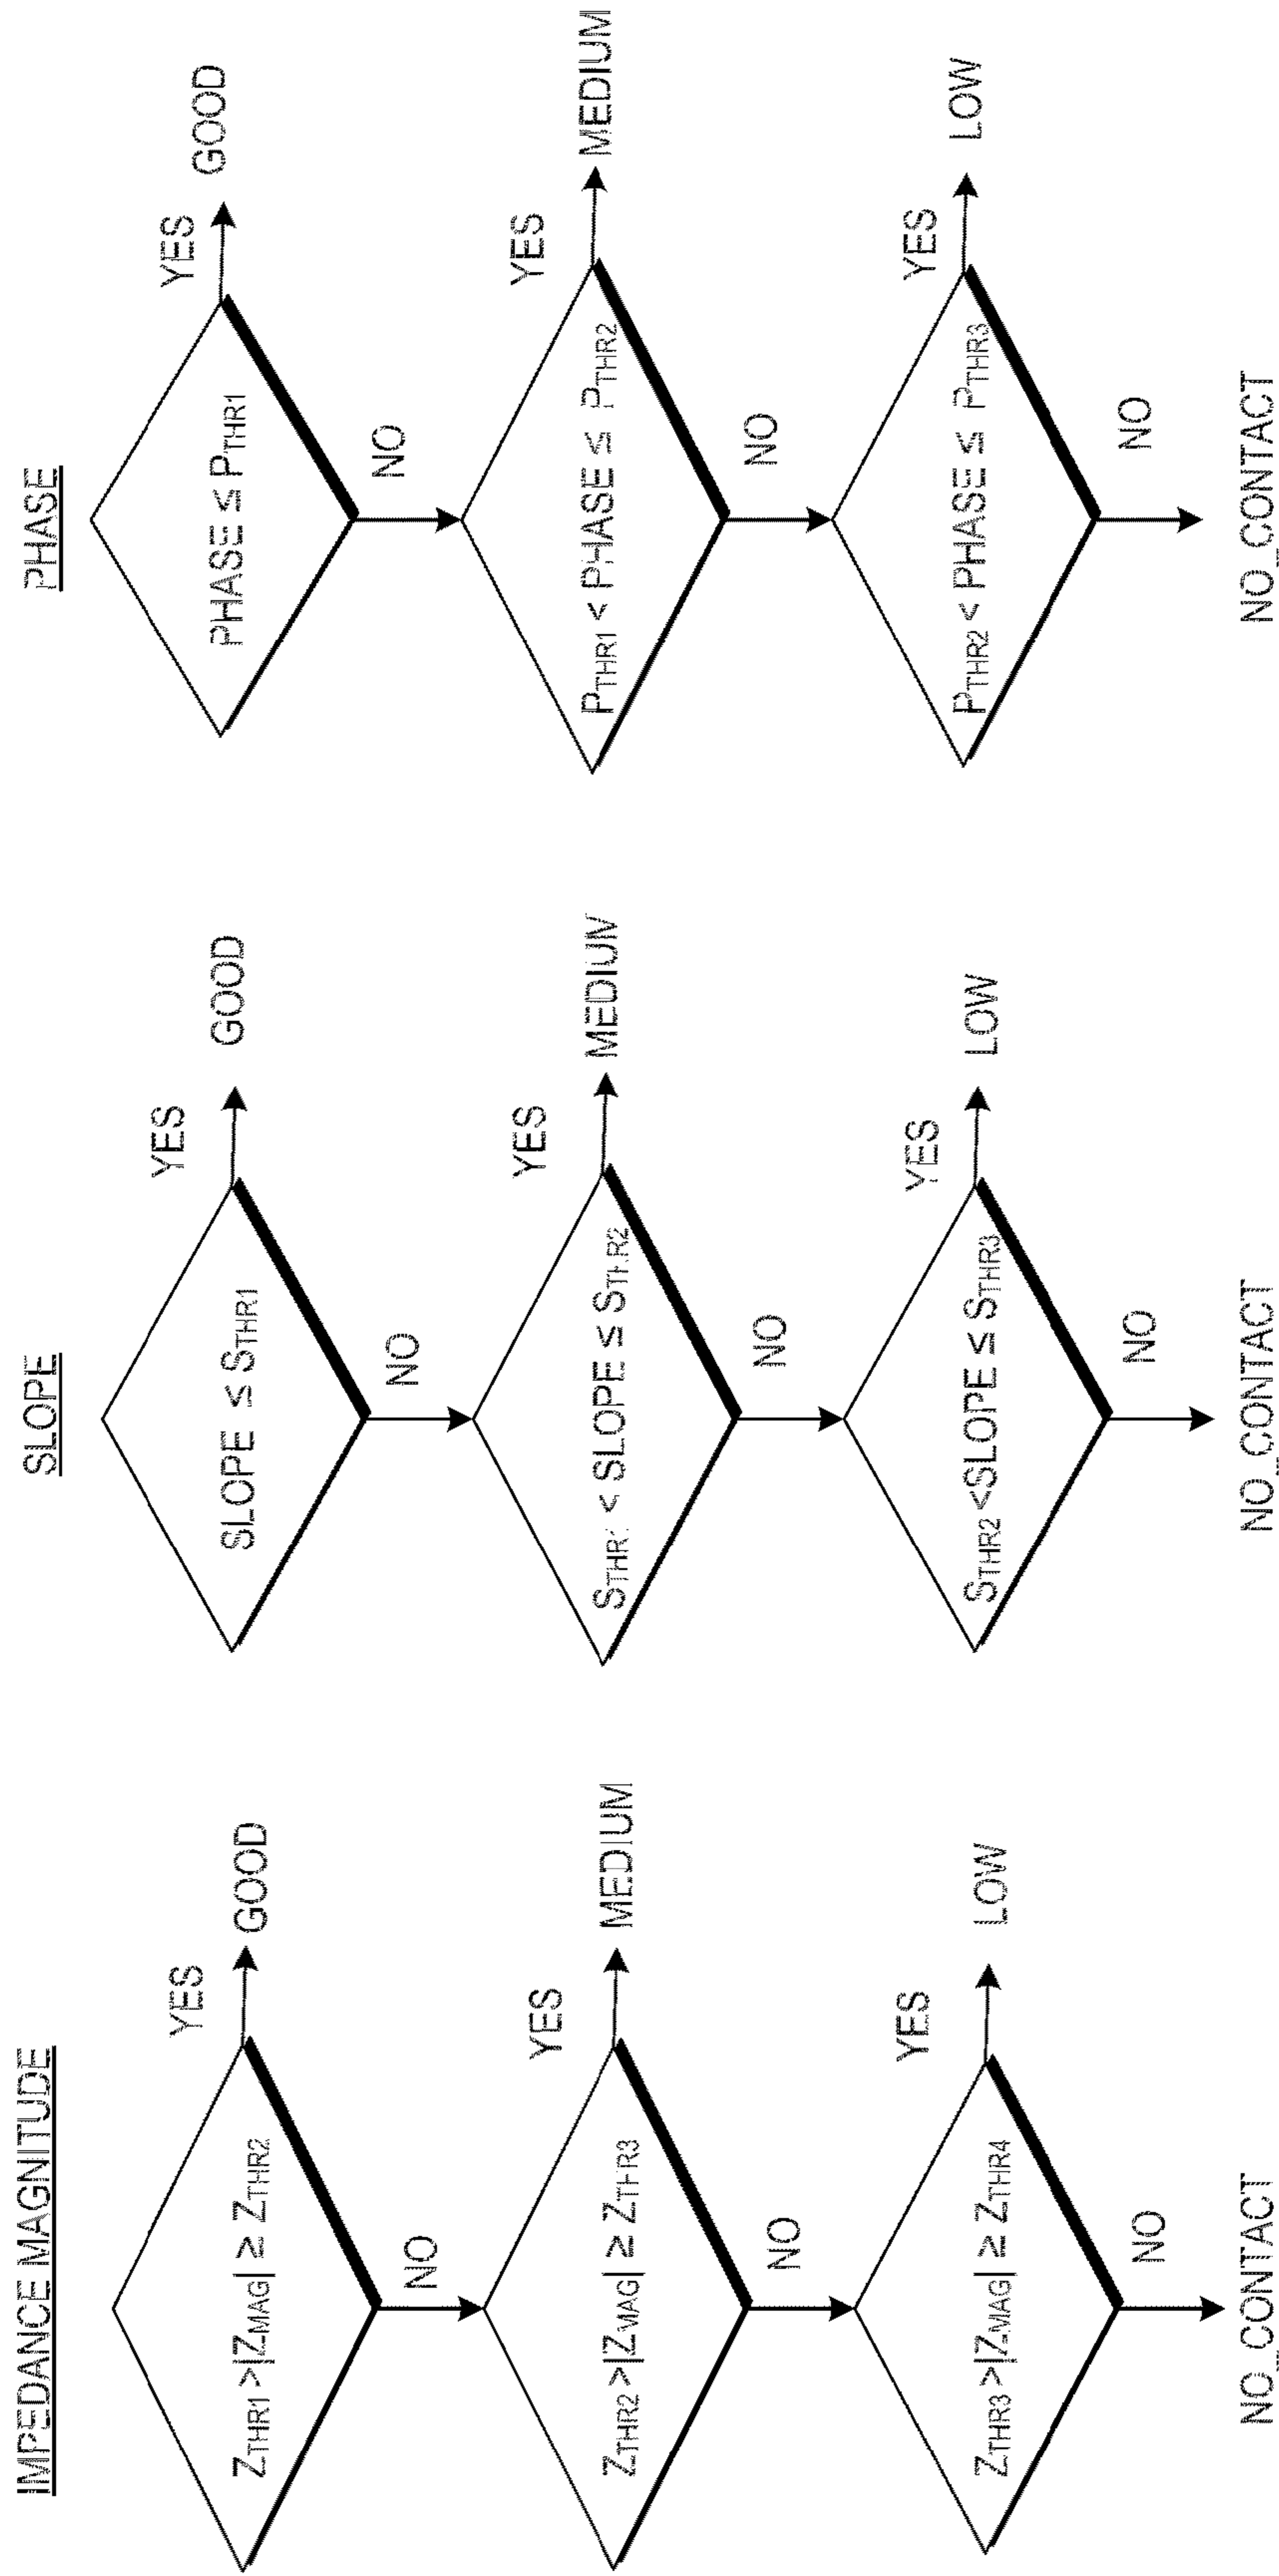 IMPEDANCE MAGNITUDE
Z_THR1 >|Z_MAG| ≥ Z_THR2
YES
GOOD
NO
Z_THR2 >|Z_MAG| ≥ Z_THR3
YES
MEDIUM
NO
Z_THR3 >|Z_MAG| ≥ Z_THR4
YES
LOW
NO
NO_CONTACT
SLOPE
SLOPE ≤ S_THR1
YES
GOOD
NO
S_THR1 < SLOPE ≤ S_THR2
YES
MEDIUM
NO
S_THR2 <SLOPE ≤ S_THR3
YES
LOW
NO
NO_CONTACT
PHASE
PHASE ≤ P_THR1
YES
GOOD
NO
P_THR1 < PHASE ≤ P_THR2
YES
MEDIUM
NO
P_THR2 < PHASE ≤ P_THR3
YES
LOW
NO
NO_CONTACT